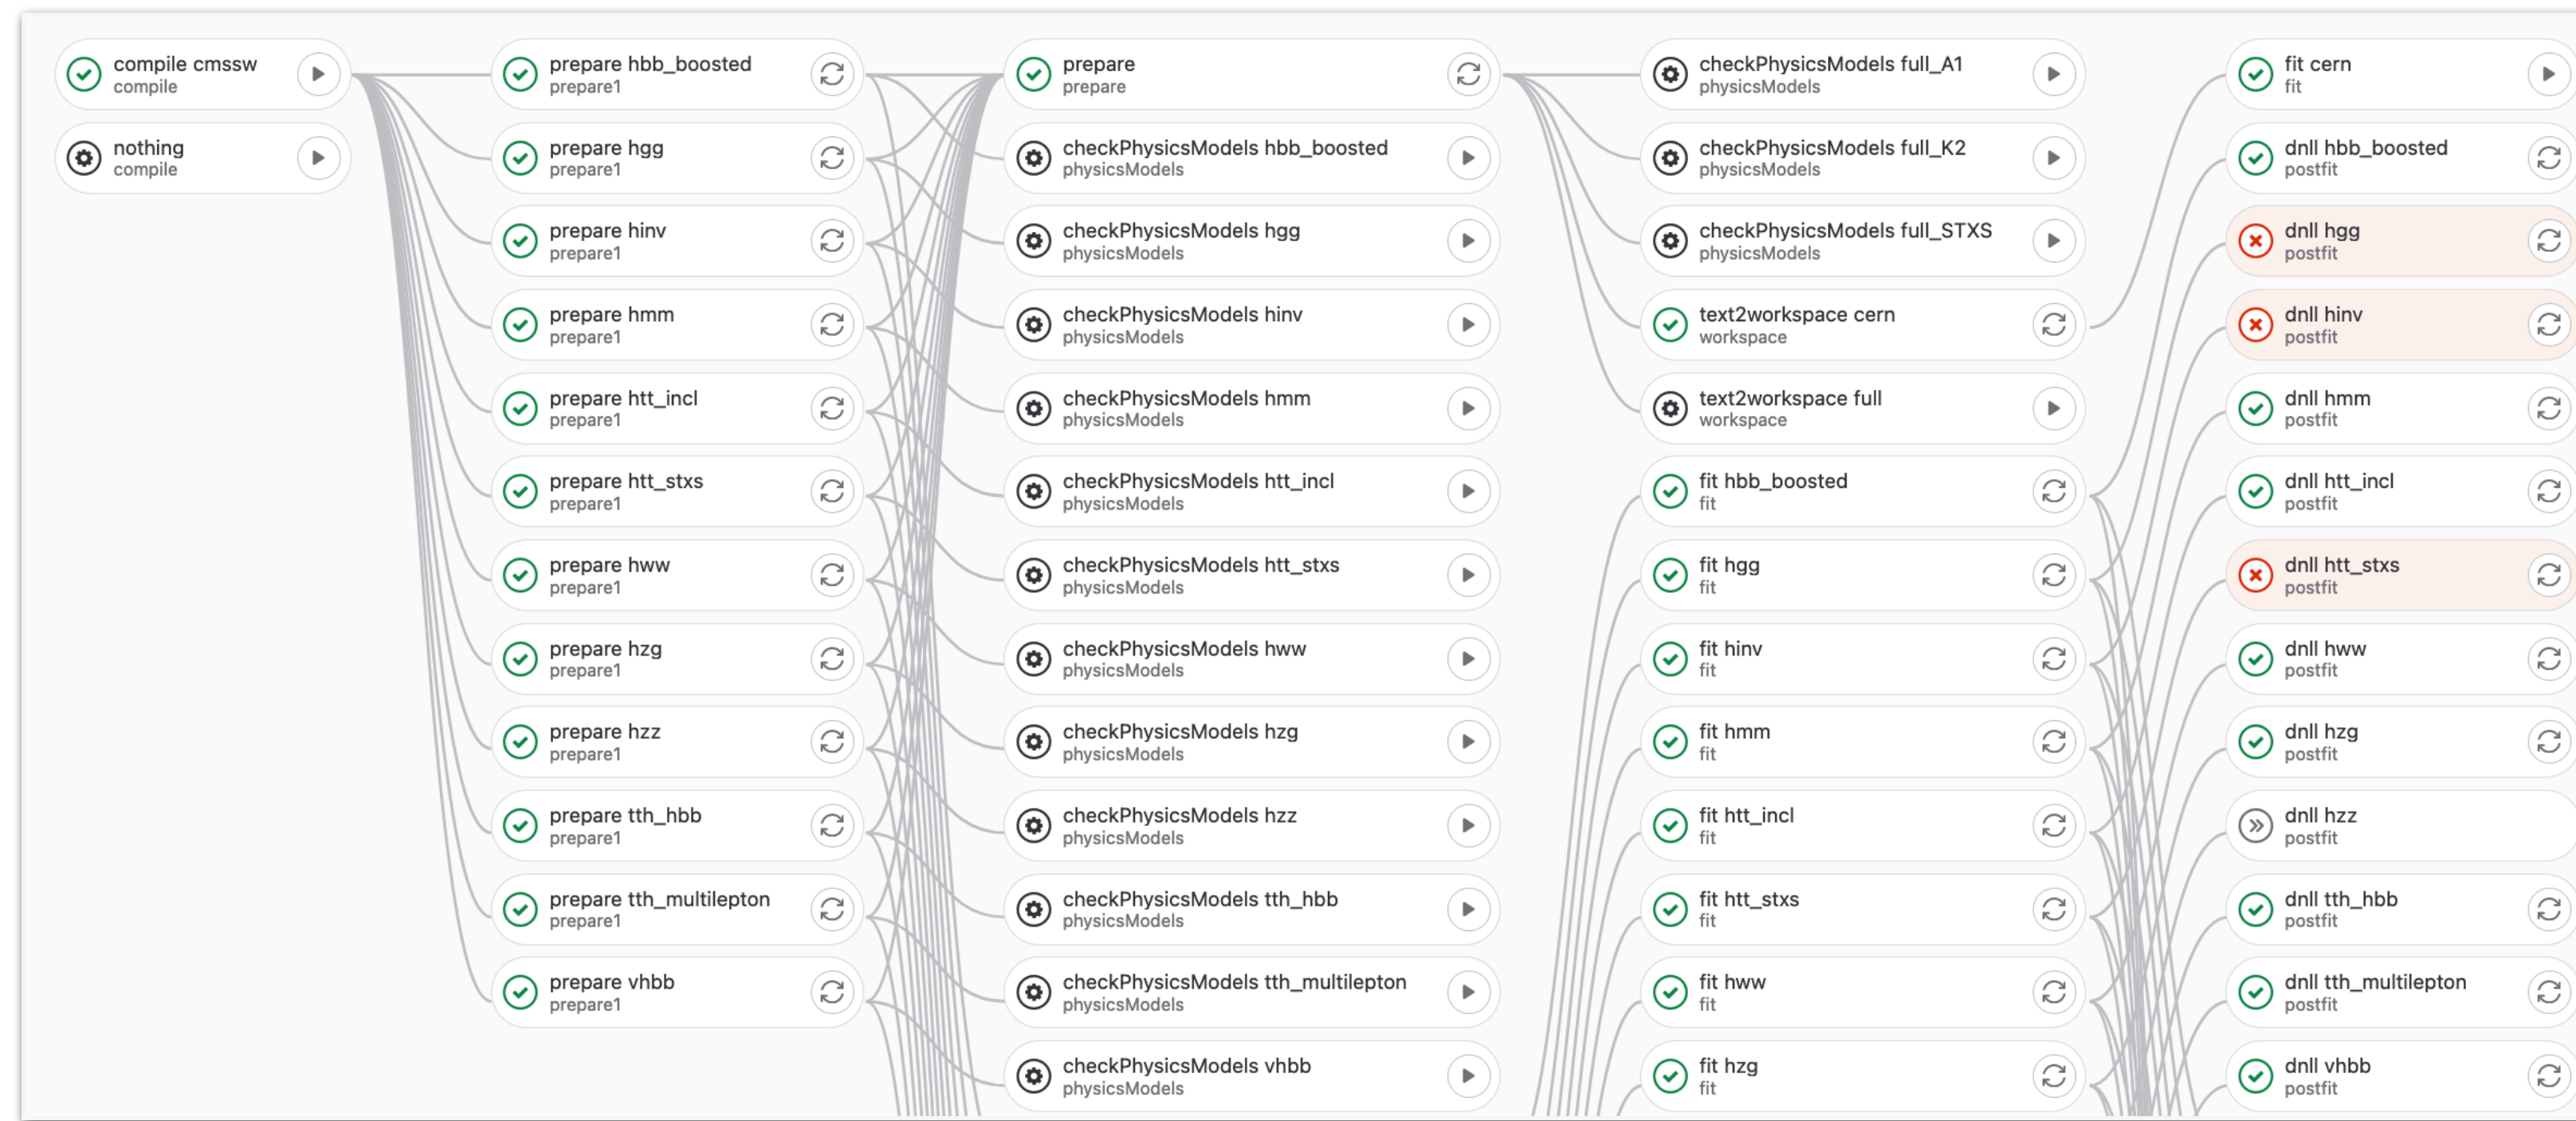 compile cmssw
compile
nothing
compile
prepare hbb_boosted
prepare1
prepare hgg
prepare1
prepare hinv
prepare1
prepare hmm
prepare1
prepare htt_incl
prepare1
prepare htt_stxs
prepare1
prepare hww
prepare1
prepare hzg
prepare1
prepare hzz
prepare1
prepare tth_hbb
prepare1
prepare tth_multilepton
prepare1
prepare vhbb
prepare1
prepare
prepare
checkPhysicsModels hbb_boosted
physicsModels
checkPhysicsModels hgg
physicsModels
checkPhysicsModels hinv
physicsModels
checkPhysicsModels hmm
physicsModels
checkPhysicsModels htt_incl
physicsModels
checkPhysicsModels htt_stxs
physicsModels
checkPhysicsModels hww
physicsModels
checkPhysicsModels hzg
physicsModels
checkPhysicsModels hzz
physicsModels
checkPhysicsModels tth_hbb
physicsModels
checkPhysicsModels tth_multilepton
physicsModels
checkPhysicsModels vhbb
physicsModels
checkPhysicsModels full_A1
physicsModels
checkPhysicsModels full_K2
physicsModels
checkPhysicsModels full_STXS
physicsModels
text2workspace cern
workspace
text2workspace full
workspace
fit hbb_boosted
fit
fit hgg
fit
fit hinv
fit
fit hmm
fit
fit htt_incl
fit
fit htt_stxs
fit
fit hww
fit
fit hzg
fit
fit cern
fit
dnll hbb_boosted
postfit
dnll hgg
postfit
dnll hinv
postfit
dnll hmm
postfit
dnll htt_incl
postfit
dnll htt_stxs
postfit
dnll hww
postfit
dnll hzg
postfit
dnll hzz
postfit
dnll tth_hbb
postfit
dnll tth_multilepton
postfit
dnll vhbb
postfit